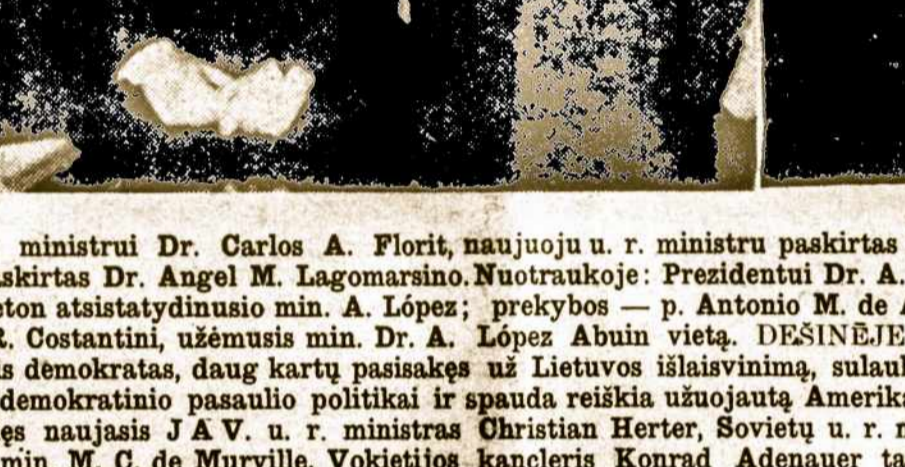 ministrui Dr. Carlos A. Florit, naujuoju u. r. ministru paskirtas
skirtas Dr. Angel M. Lagomarsino. Nuotraukoje: Prezidentui Dr. A.
eton atsistatydinusio min. A. López; prekybos — p. Antonio M. de
R. Costantini, užėmusis min. Dr. A. López Abuin vietą. DEŠINĖJE
s demokratas, daug kartų pasisakęs už Lietuvos išlaisvinimą, sulau
demokratinio pasaulio politikai ir spauda reiškia užuojautą Amerik
ęs naujasis J A V. u. r. ministras Christian Herter, Sovietų u. r.
min. M. C. de Murville, Vokietijos kancleris Konrad Adenauer ta